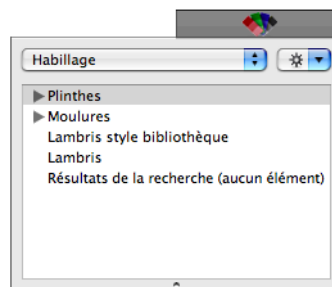 Habillage
Plinthes
Moulures
Lambris style bibliothèque
Lambris
Résultats de la recherche (aucun élément)